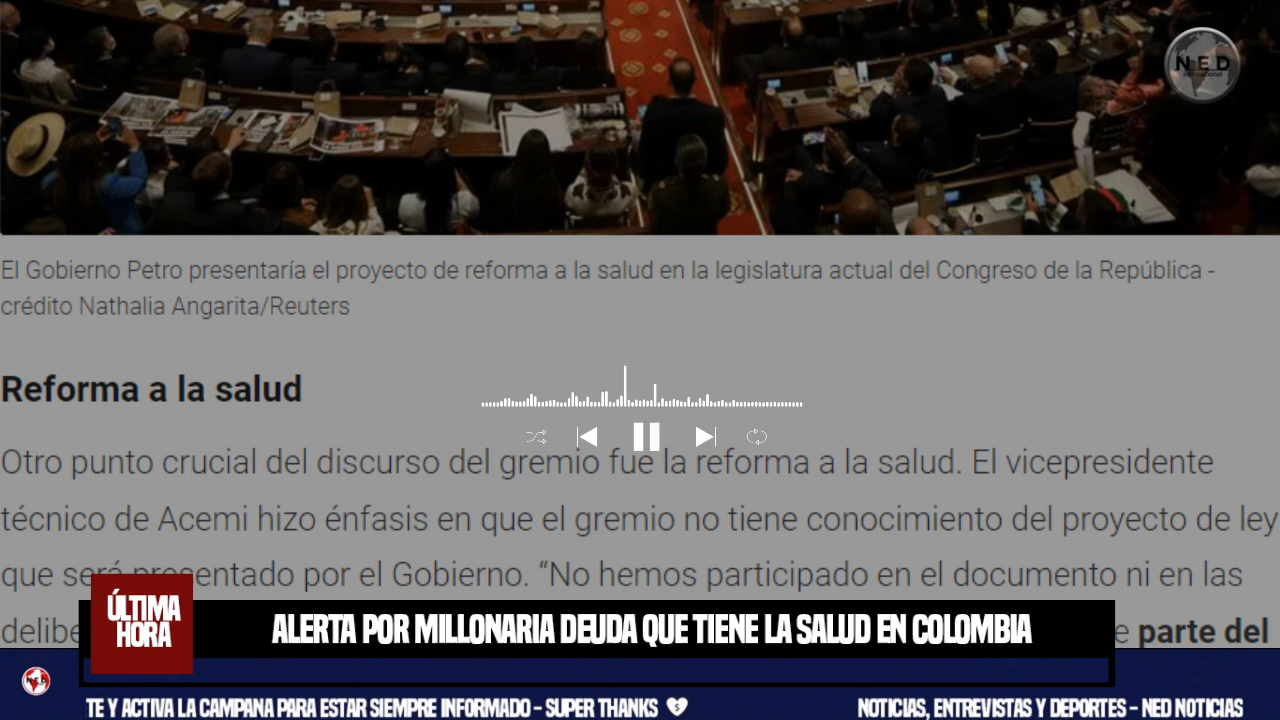 NED
international
El Gobierno Petro presentaría el proyecto de reforma a la salud en la legislatura actual del Congreso de la República -
crédito Nathalia Angarita/Reuters
Reforma a la salud
Otro punto crucial del discurso del gremio fue la reforma a la salud. El vicepresidente
técnico de Acemi hizo énfasis en que el gremio no tiene conocimiento del proyecto de ley
que será presentado por el Gobierno. “No hemos participado en el documento ni en las
parte del
ÚLTIMA
HORA
ALERTA POR MILLONARIA DEUDA QUE TIENE LA SALUD EN COLOMBIA
TE Y ACTIVA LA CAMPANA PARA ESTAR SIEMPRE INFORMADO - SUPER THANKS
NOTICIAS, ENTREVISTAS Y DEPORTES - NED NOTICIAS